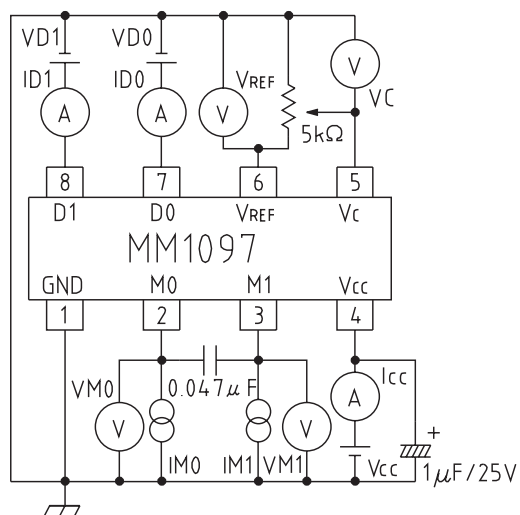 VD1 VD0
ID1 ID0 VREF V
A A V VC
5kΩ
8 7 6 5
D1 D0 VREF VC
MM1097
GND M0 M1 VCC
1 2 3 4
VM0 0.047μF ICC
V V A
IM0 IM1 VM1 VCC +
1μF/25V